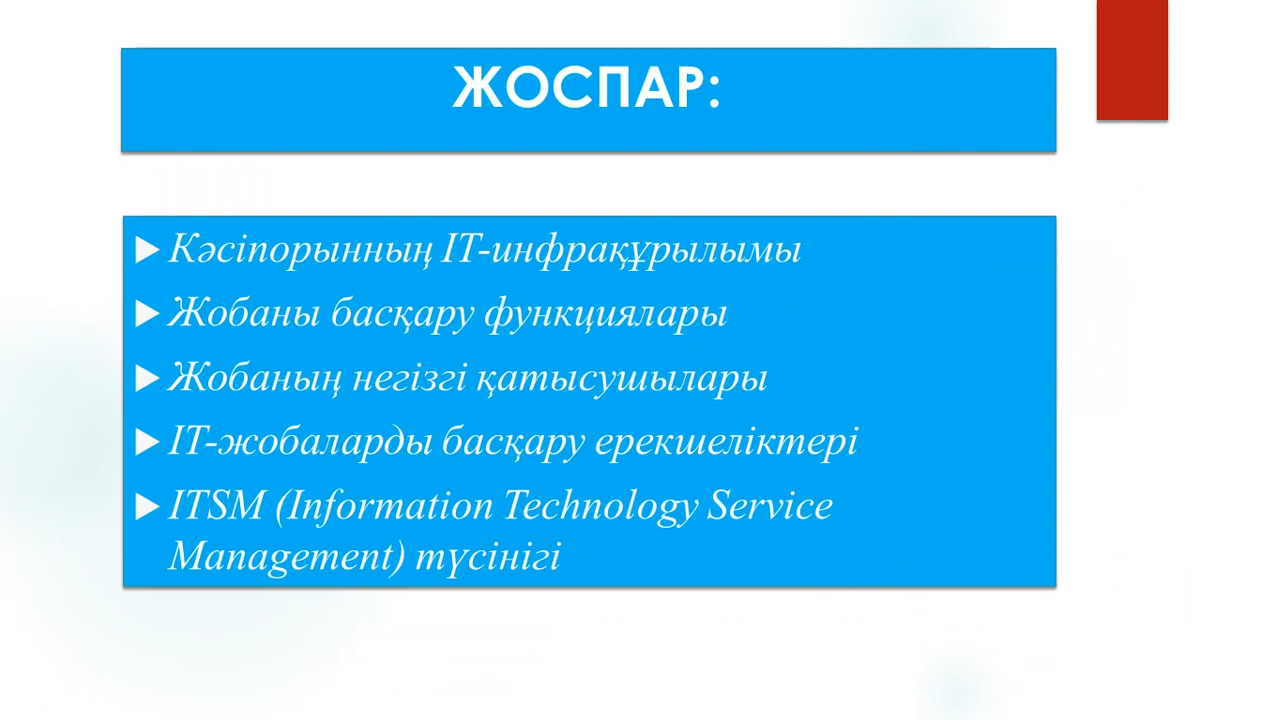 ЖОСПАР:
Кәсіпорынның IT-инфрақұрылымы
Жобаны басқару функциялары
Жобаның негізгі қатысушылары
IT-жобаларды басқару ерекшеліктері
ITSM (Information Technology Service
Management) түсінігі